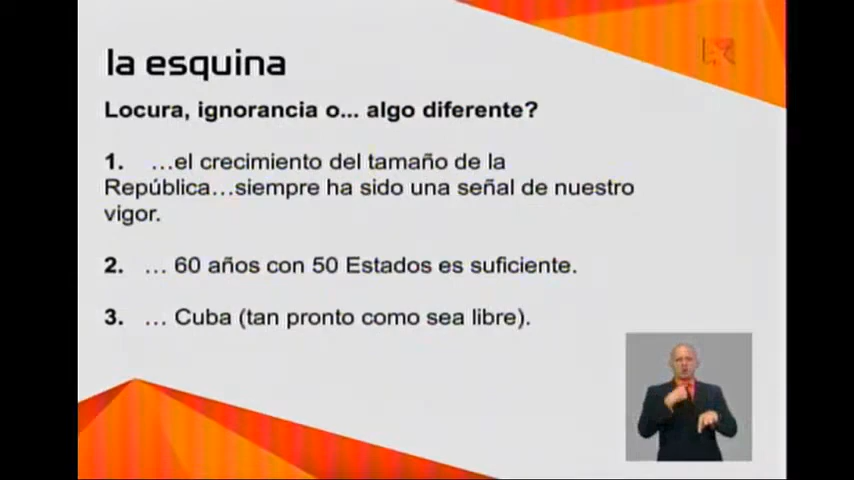 la esquina
Locura, ignorancia o... algo diferente?
1. ...el crecimiento del tamaño de la
República...siempre ha sido una señal de nuestro
vigor.
2. ... 60 años con 50 Estados es suficiente.
3. ... Cuba (tan pronto como sea libre).